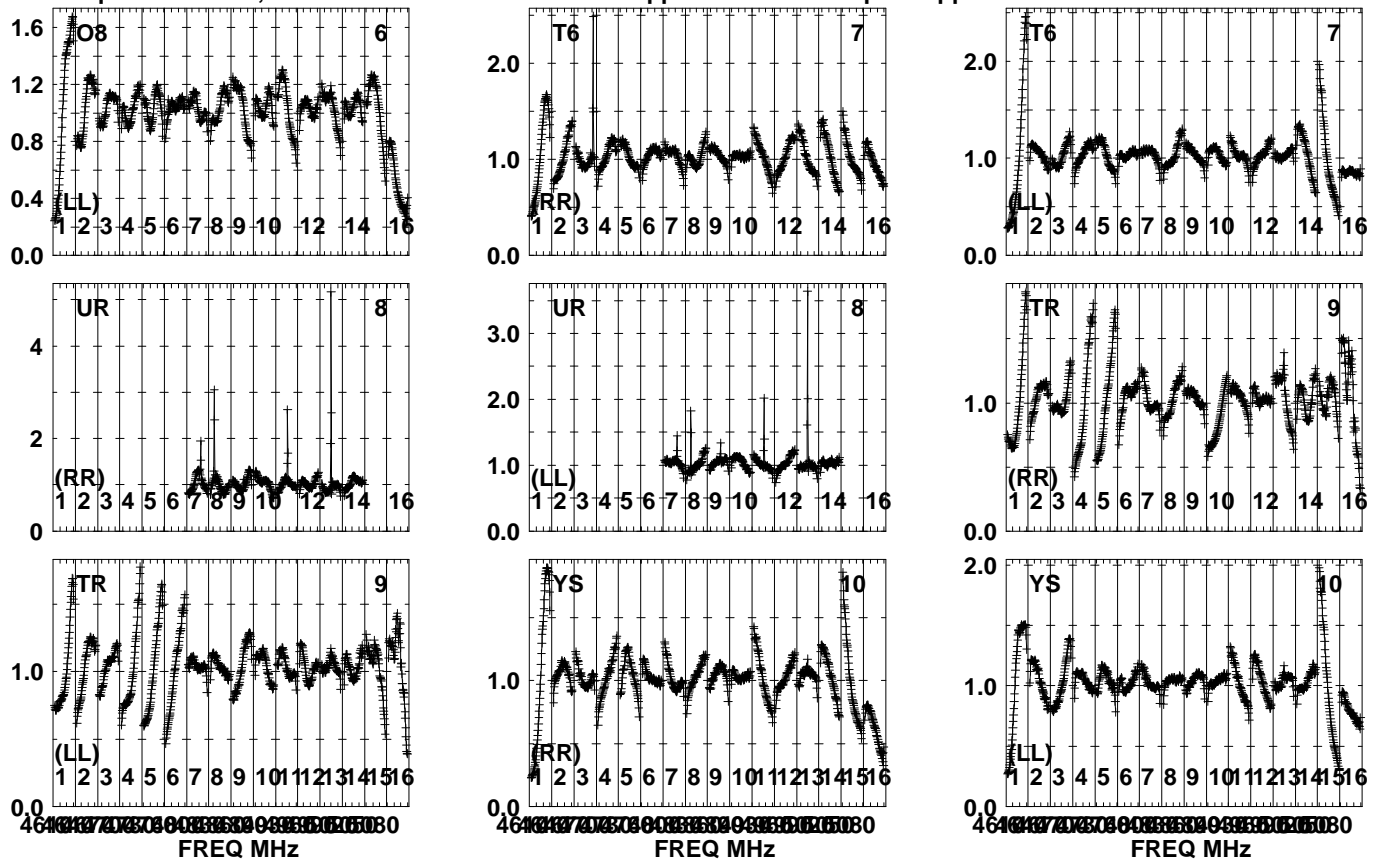 1.6 O8 6
1.2
0.8
0.4 (LL)
1 2 3 4 5 6 7 8 9 10 12 14 16
0.0
T6 7
2.0
1.0
(RR)
1 2 3 4 5 6 7 8 9 10 12 14 16
0.0
T6 7
2.0
1.0
(LL)
1 2 3 4 5 6 7 8 9 10 12 14 16
0.0
UR 8
4
2
(RR)
1 2 3 4 5 6 7 8 9 10 12 14 16
0
UR 8
3.0
2.0
1.0
(LL)
1 2 3 4 5 6 7 8 9 10 12 14 16
0.0
TR 9
1.0
(RR)
1 2 3 4 5 6 7 8 9 10 12 14 16
0.0
TR 9
1.0
(LL)
1 2 3 4 5 6 7 8 9 10 11 12 13 14 15 16
0.0
FREQ MHz
YS 10
1.0
(RR)
1 2 3 4 5 6 7 8 9 10 11 12 13 14 15 16
0.0
FREQ MHz
2.0 YS 10
1.0
(LL)
1 2 3 4 5 6 7 8 9 10 11 12 13 14 15 16
0.0
FREQ MHz